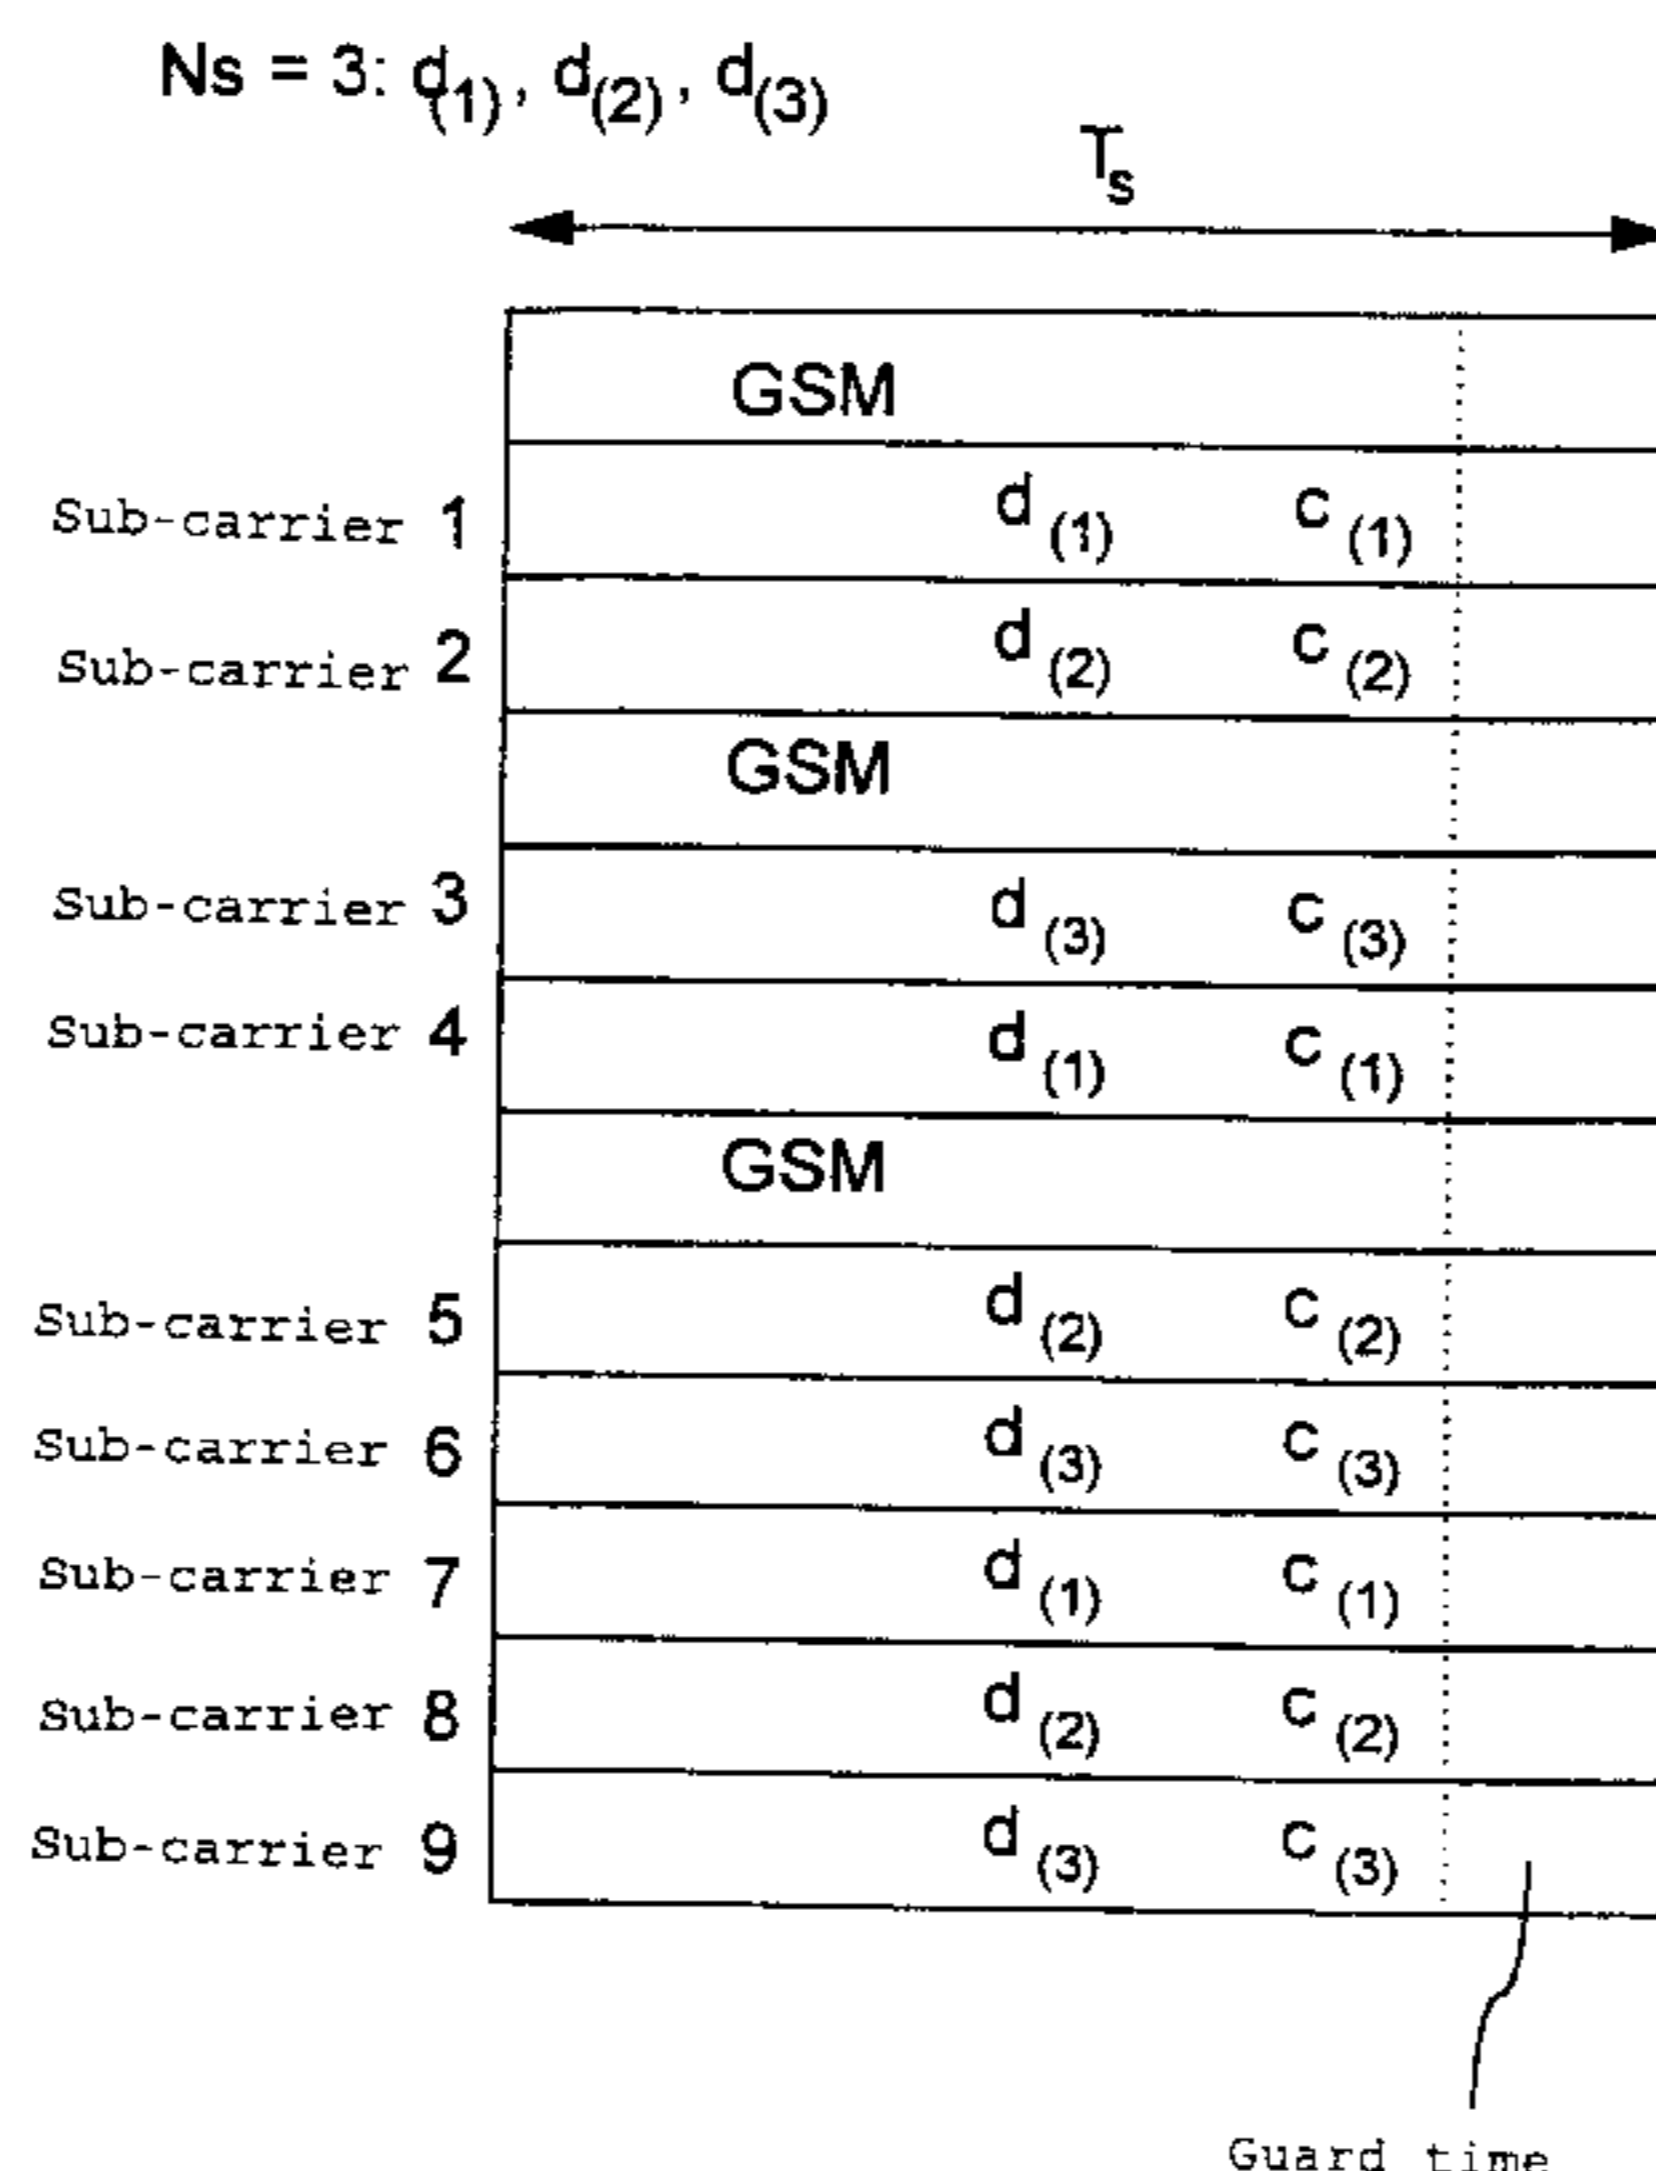 Ns = 3: d(1), d(2), d(3)
Ts
GSM
Sub-carrier 1 d (1) c (1)
Sub-carrier 2 d (2) c (2)
GSM
Sub-carrier 3 d (3) c (3)
Sub-carrier 4 d (1) c (1)
GSM
Sub-carrier 5 d (2) c (2)
Sub-carrier 6 d (3) c (3)
Sub-carrier 7 d (1) c (1)
Sub-carrier 8 d (2) c (2)
Sub-carrier 9 d (3) c (3)
Guard time